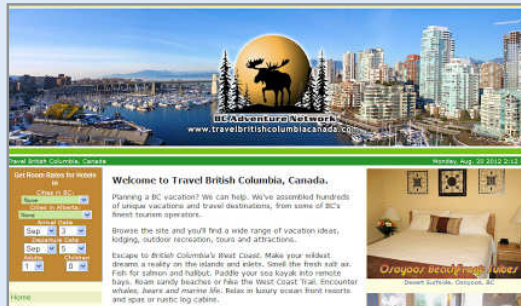 BC Adventure Network
www.travelbritishcolumbiacanada.co
Travel British Columbia, Canada
Monday, Aug. 20 2012 2:12
Get Room Rates for Hotels
in
Cities in BC:
None
Cities in Alberta:
None
Arrival Date
Sep 3
Departure Date
Sep 5
Adults Children
1 0
Home
Welcome to Travel British Columbia, Canada.
Planning a BC vacation? We can help. We've assembled hundreds
of unique vacations and travel destinations, from some of BC's
finest tourism operators.
Browse the site and you'll find a wide range of vacation ideas,
lodging, outdoor recreation, tours and attractions.
Escape to British Columbia's West Coast. Make your wildest
dreams a reality on the islands and inlets. Smell the fresh salt air.
Fish for salmon and halibut. Paddle your sea kayak into remote
bays. Roam sandy beaches or hike the West Coast Trail. Encounter
whales, bears and marine life. Relax in luxury ocean front resorts
and spas or rustic log cabins.
Osoyoos Beach
Desert Surfside, Osoyoos, BC